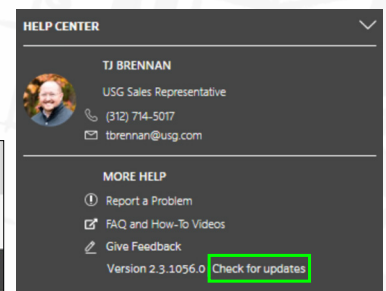 HELP CENTER
TJ BRENNAN
USG Sales Representative
(312) 714-5017
tbrennan@usg.com
MORE HELP
Report a Problem
FAQ and How-To Videos
Give Feedback
Version 2.3.1056.0 Check for updates